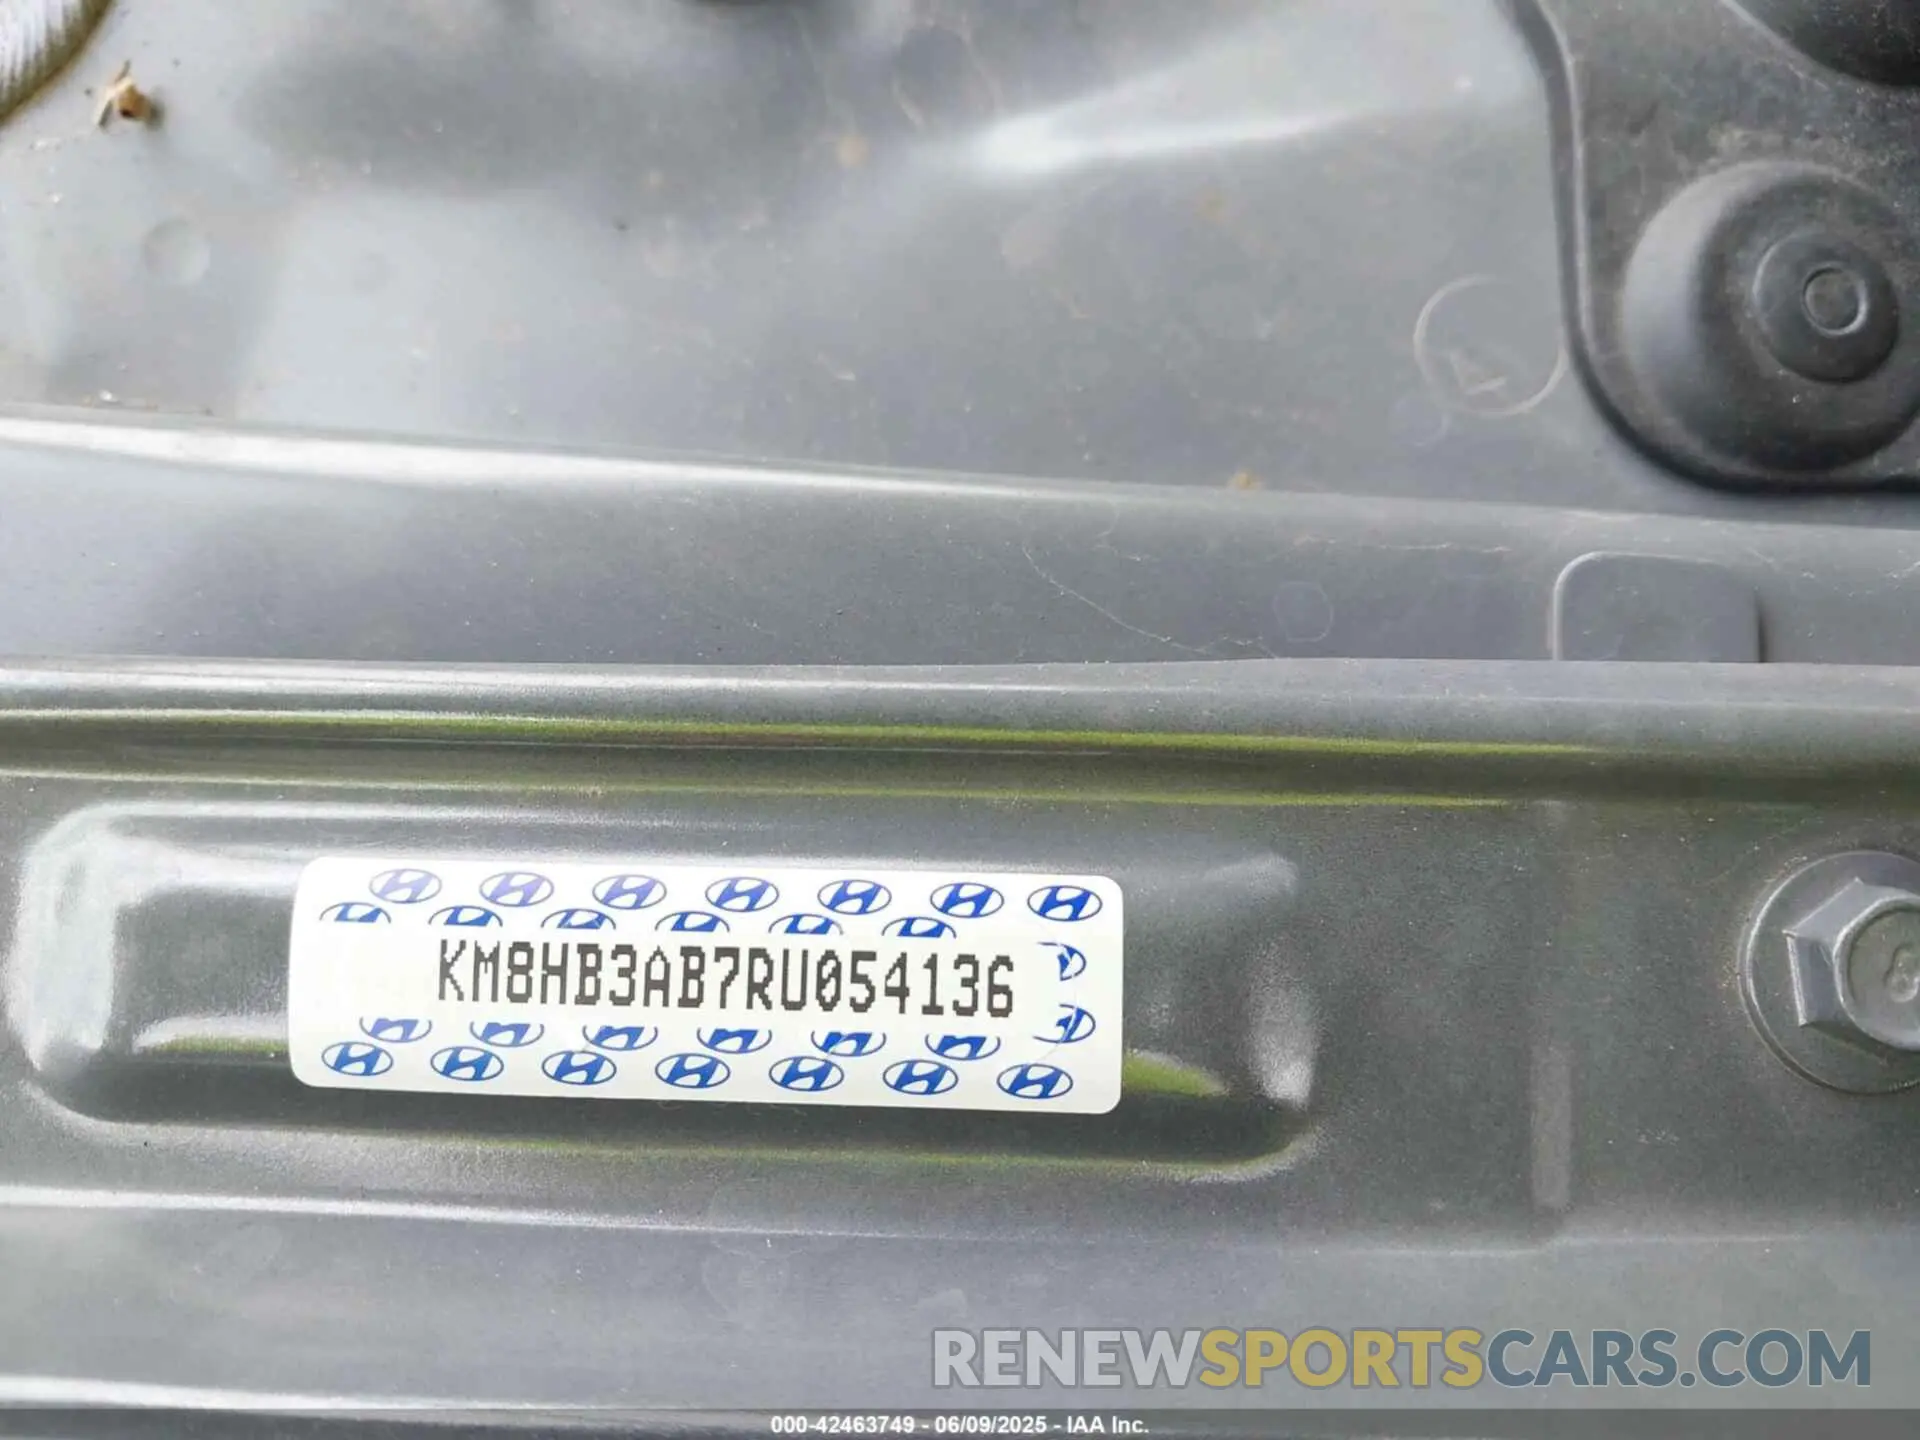 KM8HB3AB7RU054136
RENEWSPORTSCARS.COM
000-42463749 - 06/09/2025 - IAA Inc.